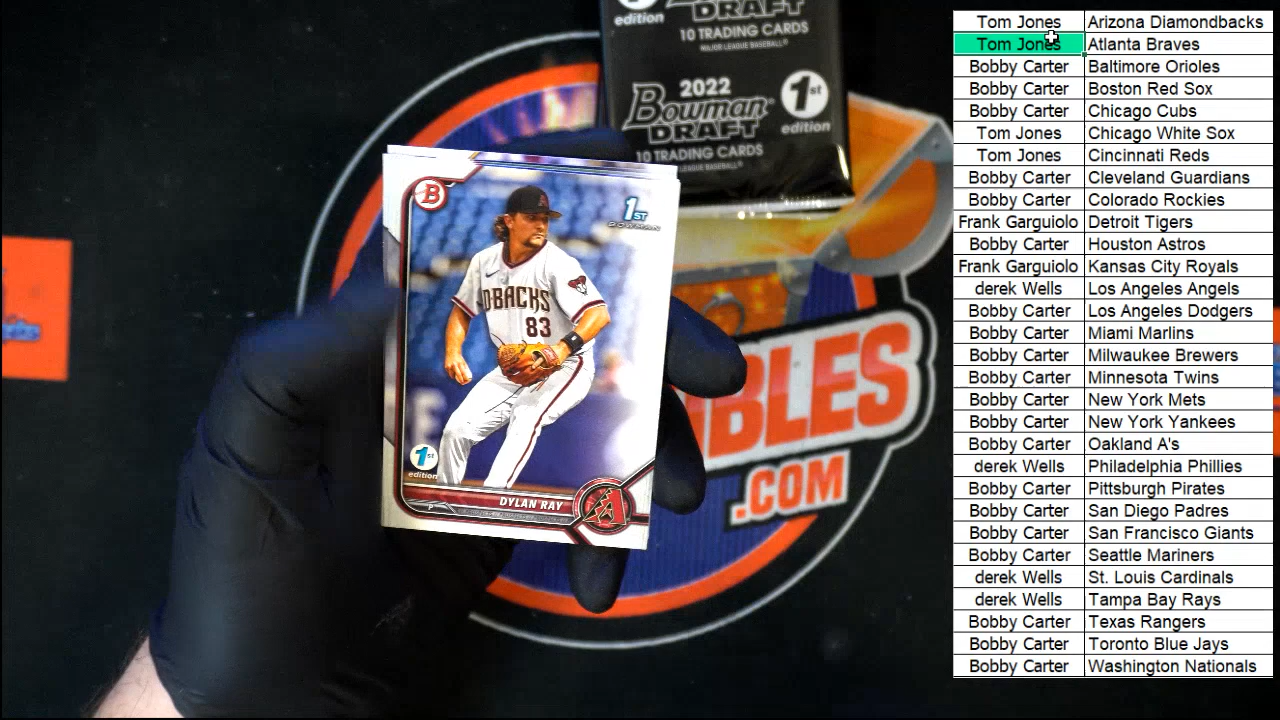 edition
DRAFT
10 TRADING CARDS
MAJOR LEAGUE BASEBALL
2022
Bowman
DRAFT
1st
edition
10 TRADING CARDS
LEAGUE BASEBALL
B
1ST
BOWMAN
DBACKS
83
1st
edition
DYLAN RAY
P
A
BLES
.COM
Tom Jones Arizona Diamondbacks
Tom Jones Atlanta Braves
Bobby Carter Baltimore Orioles
Bobby Carter Boston Red Sox
Bobby Carter Chicago Cubs
Tom Jones Chicago White Sox
Tom Jones Cincinnati Reds
Bobby Carter Cleveland Guardians
Bobby Carter Colorado Rockies
Frank Garguiolo Detroit Tigers
Bobby Carter Houston Astros
Frank Garguiolo Kansas City Royals
derek Wells Los Angeles Angels
Bobby Carter Los Angeles Dodgers
Bobby Carter Miami Marlins
Bobby Carter Milwaukee Brewers
Bobby Carter Minnesota Twins
Bobby Carter New York Mets
Bobby Carter New York Yankees
Bobby Carter Oakland A's
derek Wells Philadelphia Phillies
Bobby Carter Pittsburgh Pirates
Bobby Carter San Diego Padres
Bobby Carter San Francisco Giants
Bobby Carter Seattle Mariners
derek Wells St. Louis Cardinals
derek Wells Tampa Bay Rays
Bobby Carter Texas Rangers
Bobby Carter Toronto Blue Jays
Bobby Carter Washington Nationals